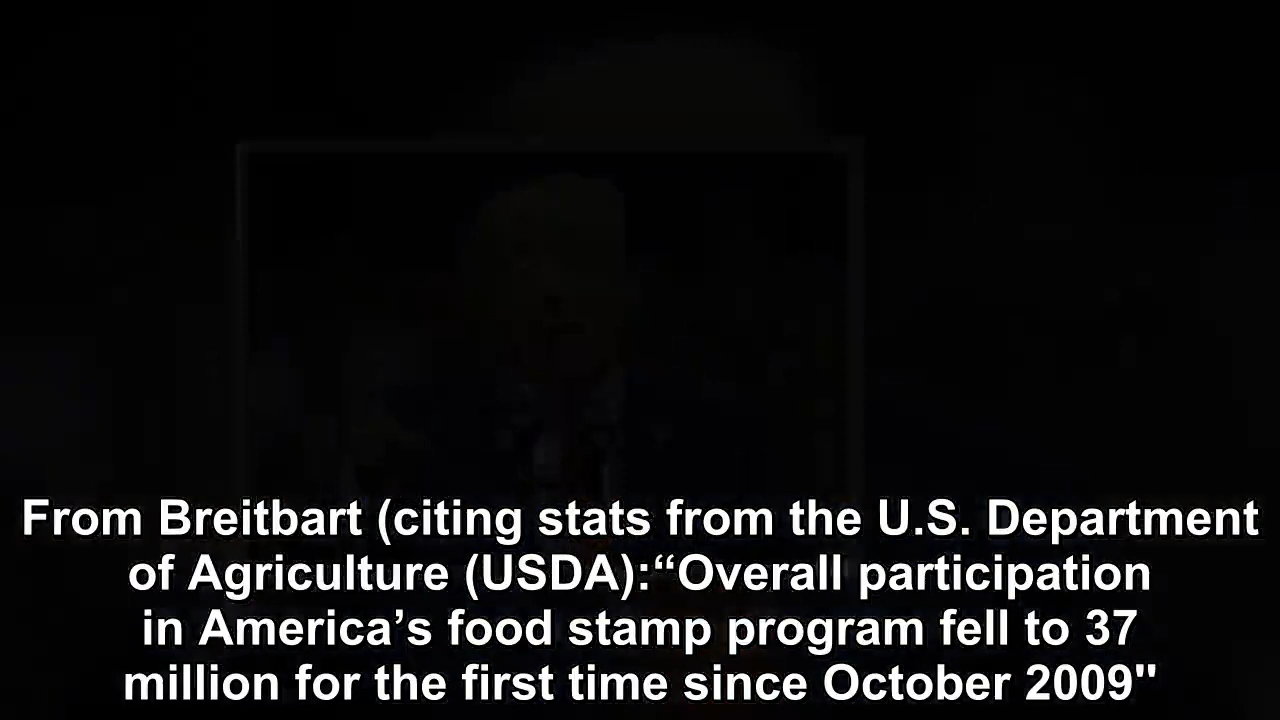 From Breitbart (citing stats from the U.S. Department
of Agriculture (USDA):“Overall participation
in America’s food stamp program fell to 37
million for the first time since October 2009"